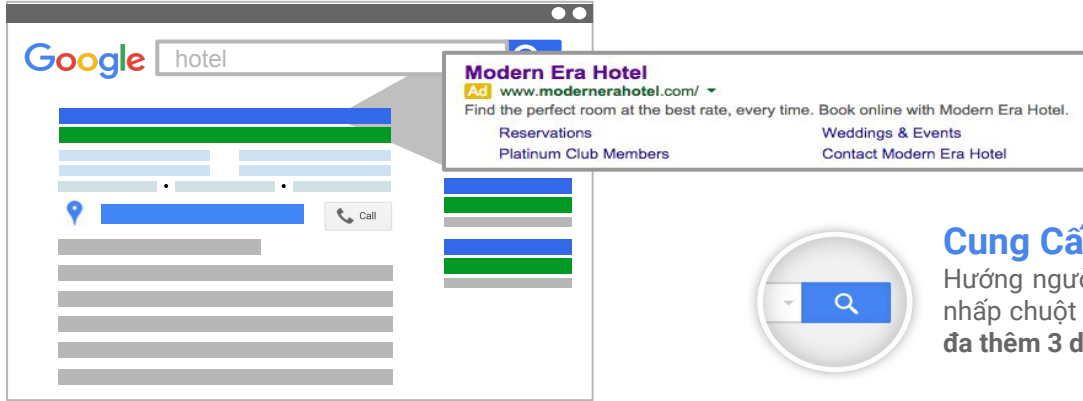 Google
hotel
Modern Era Hotel
Ad www.modernerahotel.com/
Find the perfect room at the best rate, every time. Book online with Modern Era Hotel.
Reservations Weddings & Events
Platinum Club Members Contact Modern Era Hotel
Call
Cung
Hướng
nhấp chuột
đa thêm 3